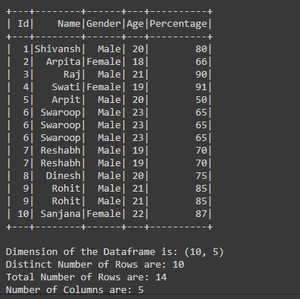 +---+--------+------+---+----------+
| Id|    Name|Gender|Age|Percentage|
+---+--------+------+---+----------+
|  1|Shivansh|  Male| 20|        80|
|  2|  Arpita|Female| 18|        66|
|  3|     Raj|  Male| 21|        90|
|  4|   Swati|Female| 19|        91|
|  5|   Arpit|  Male| 20|        50|
|  6| Swaroop|  Male| 23|        65|
|  6| Swaroop|  Male| 23|        65|
|  6| Swaroop|  Male| 23|        65|
|  7| Reshabh|  Male| 19|        70|
|  7| Reshabh|  Male| 19|        70|
|  8|  Dinesh|  Male| 20|        75|
|  9|   Rohit|  Male| 21|        85|
|  9|   Rohit|  Male| 21|        85|
| 10| Sanjana|Female| 22|        87|
+---+--------+------+---+----------+
Dimension of the Dataframe is: (10, 5)
Distinct Number of Rows are: 10
Total Number of Rows are: 14
Number of Columns are: 5